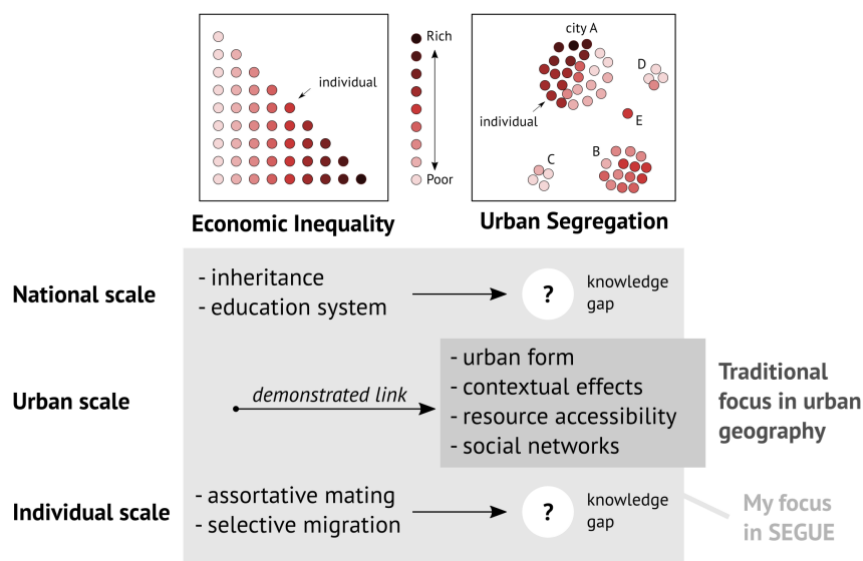 city A
Rich
D
individual
individual
E
B
C
Poor
Economic Inequality
Urban Segregation
National scale
- inheritance
- education system
?
knowledge
gap
Urban scale
demonstrated link
- urban form
- contextual effects
- resource accessibility
- social networks
Traditional
focus in urban
geography
Individual scale
- assortative mating
- selective migration
?
knowledge
gap
My focus
in SEGUE